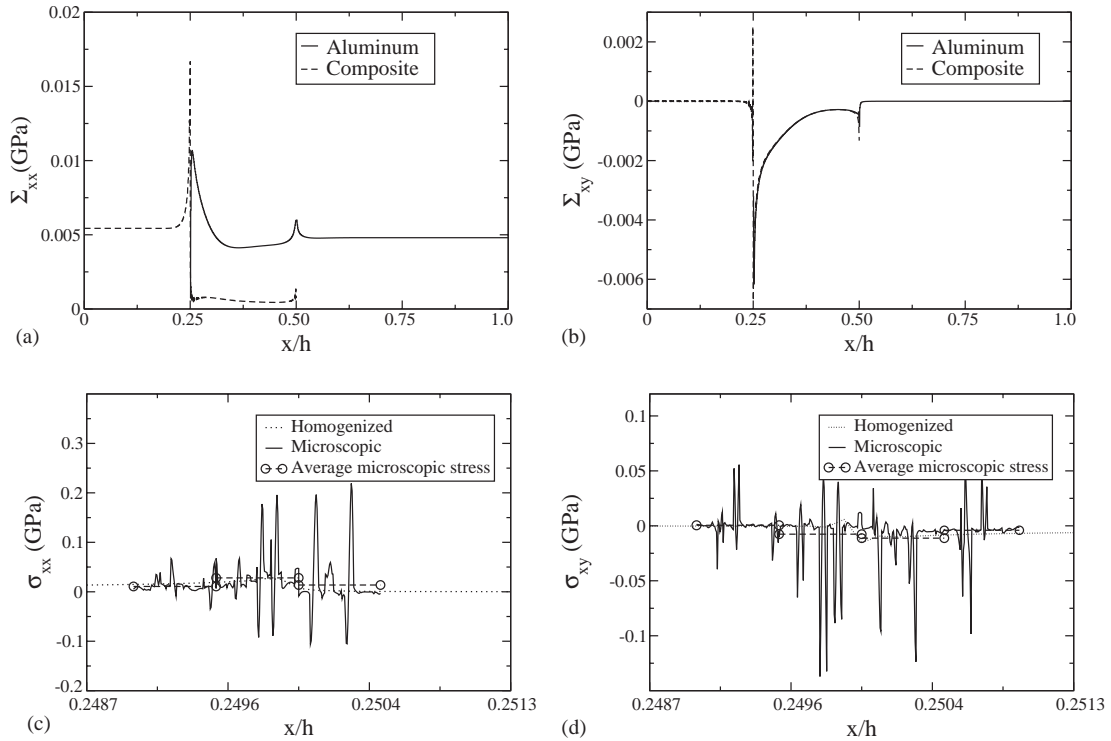 0.02
0.015
0.01
0.005
0
Σxx (GPa)
Aluminum
Composite
0
0.25
0.50
0.75
1.0
x/h
(a)
0.002
0
-0.002
-0.004
-0.006
Σxy (GPa)
Aluminum
Composite
0
0.25
0.50
0.75
1.0
x/h
(b)
0.3
0.2
0.1
0
-0.1
-0.2
σxx (GPa)
Homogenized
Microscopic
Average microscopic stress
0.2487
0.2496
0.2504
0.2513
x/h
(c)
0.1
0.05
0
-0.05
-0.1
σxy (GPa)
Homogenized
Microscopic
Average microscopic stress
0.2487
0.2496
0.2504
0.2513
x/h
(d)